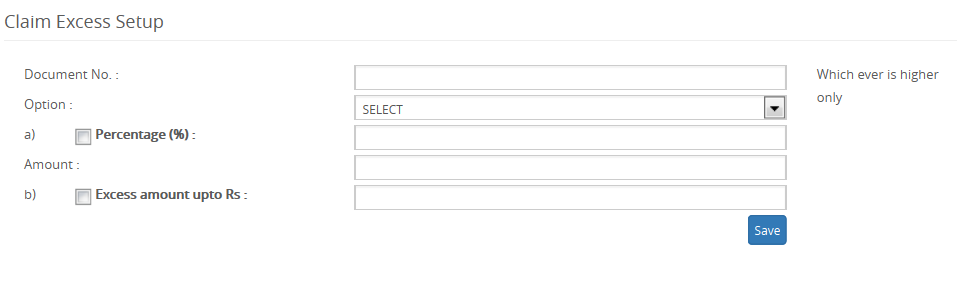 Claim Excess Setup
Document No. :
Which ever is higher
only
Option :
SELECT
a) Percentage (%) :
Amount :
b) Excess amount upto Rs :
Save